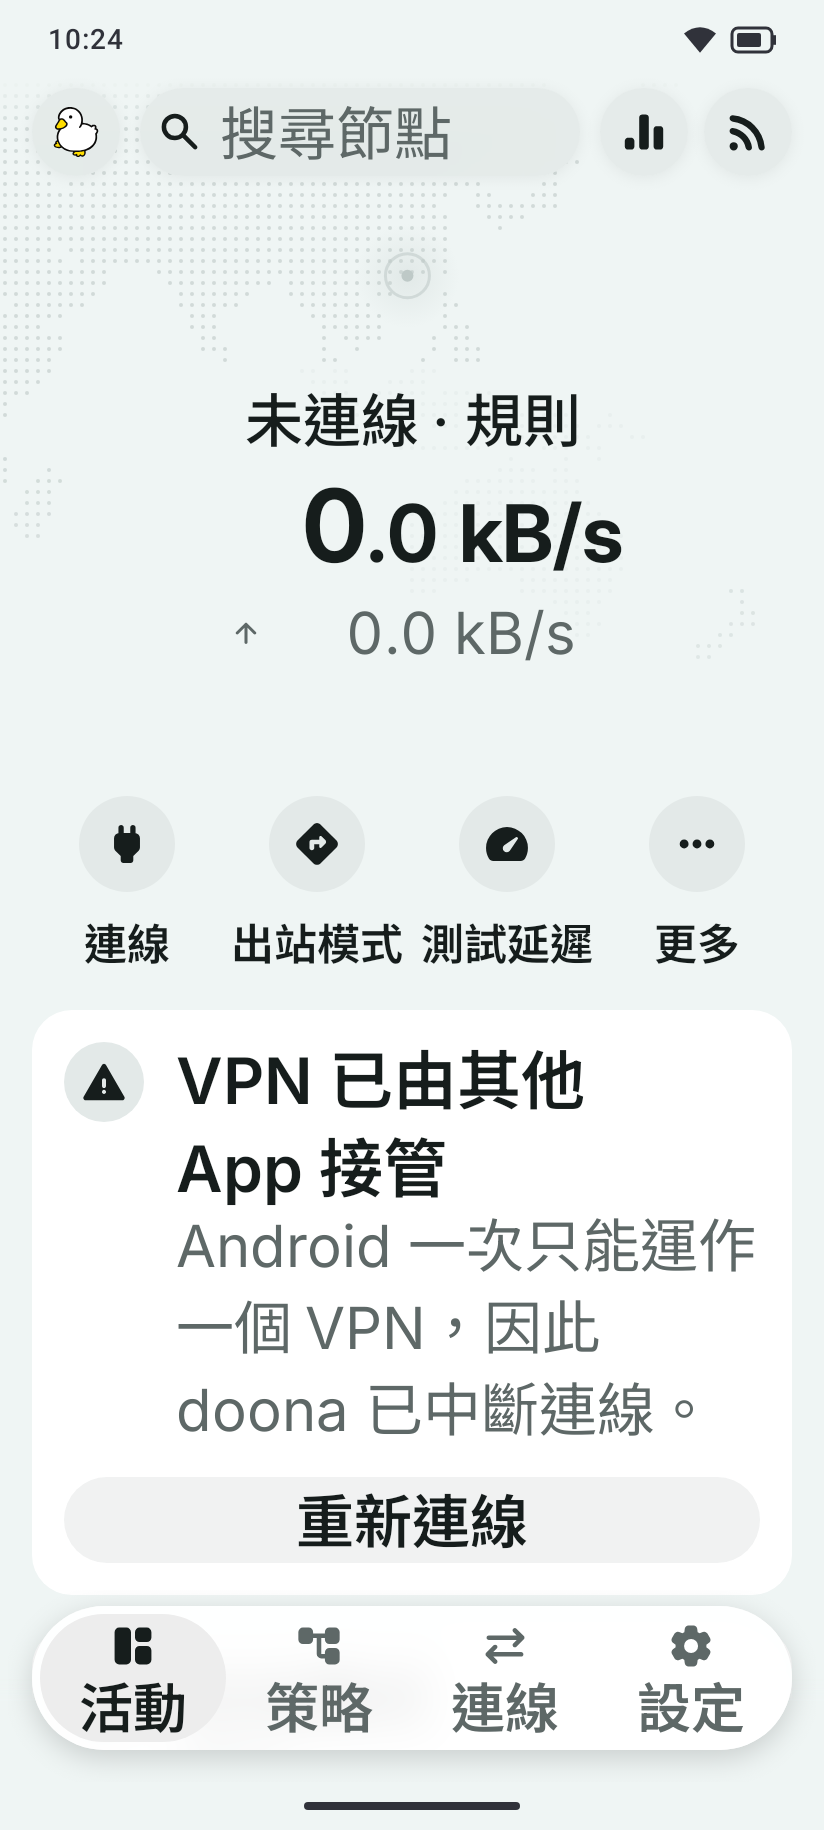 10:24
搜尋節點
未連線 · 規則
0.0 kB/s
↑ 0.0 kB/s
連線
出站模式
測試延遲
更多
VPN 已由其他
App 接管
Android 一次只能運作
一個 VPN，因此
doona 已中斷連線。
重新連線
活動
策略
連線
設定